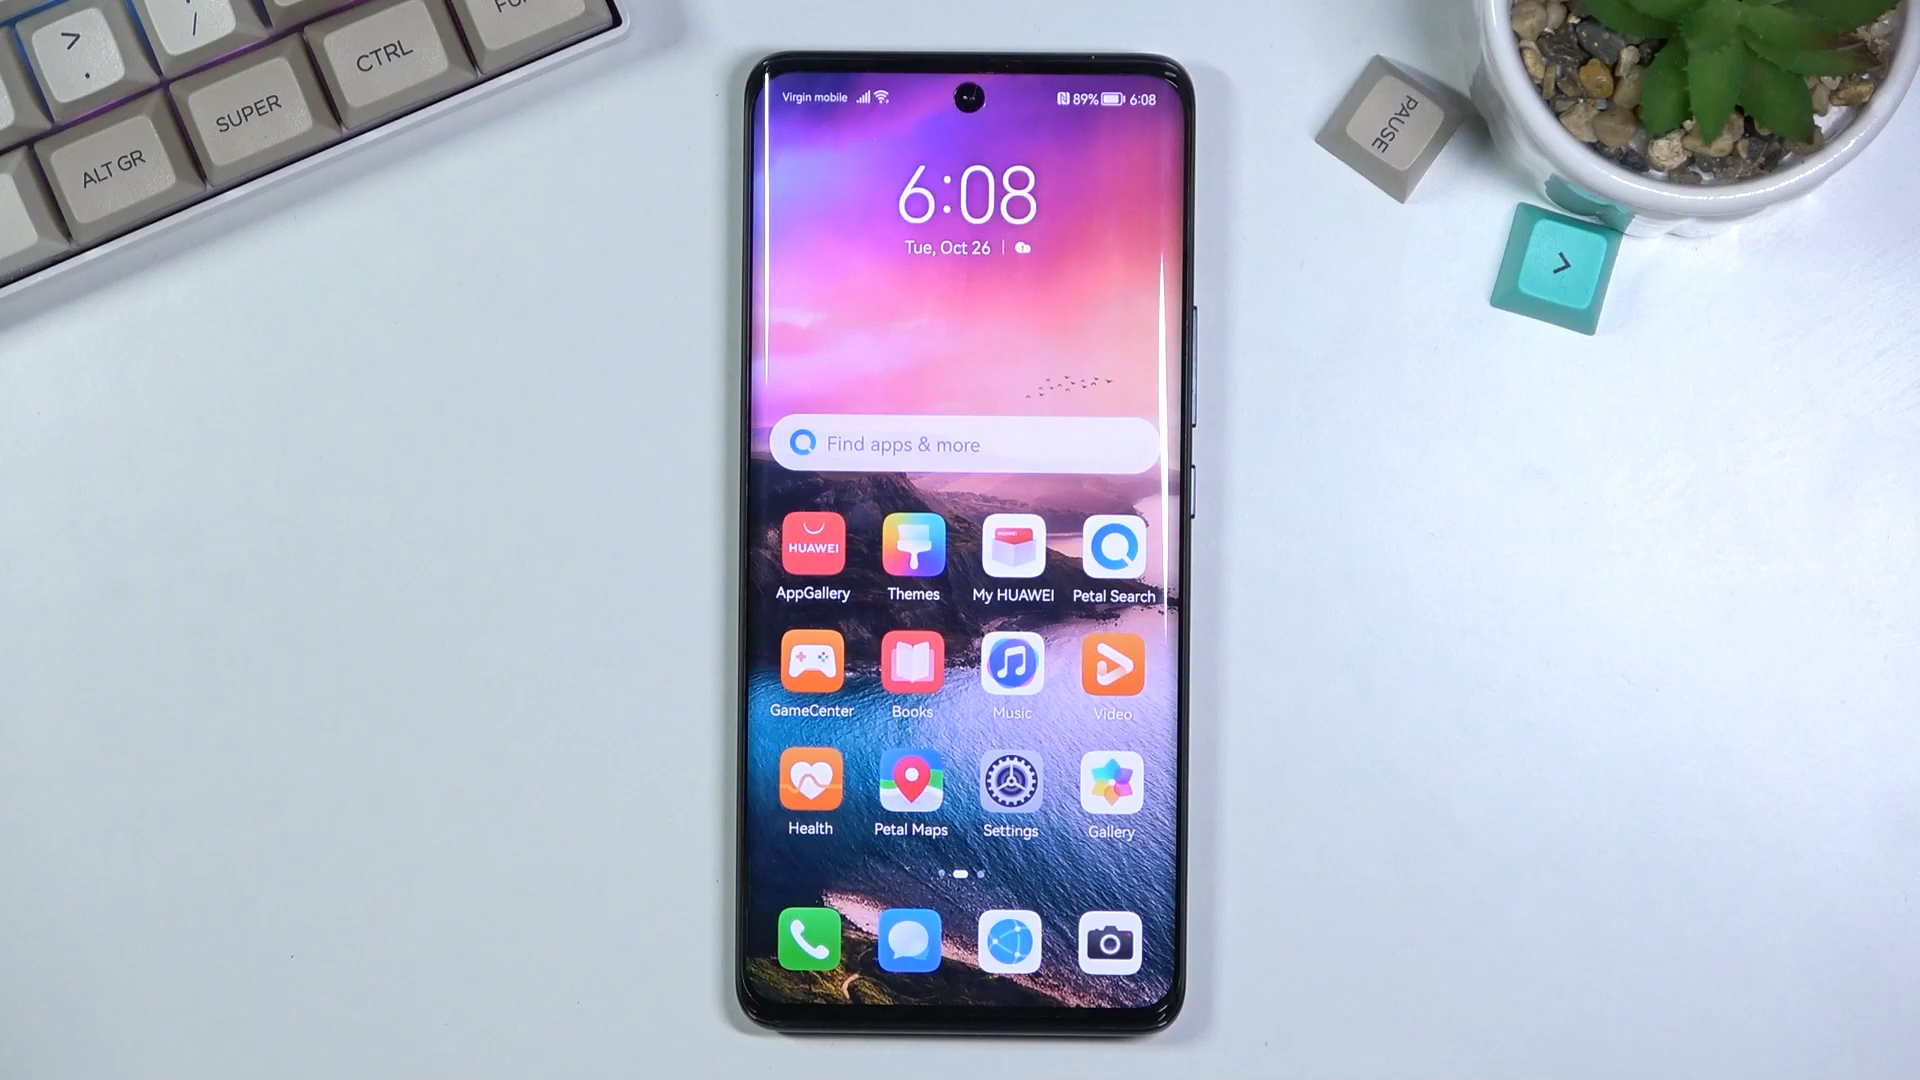 >
.
/
CTRL
SUPER
ALT GR
PAUSE
>
Virgin mobile
89% 6:08
6:08
Tue, Oct 26
Find apps & more
HUAWEI
AppGallery Themes My HUAWEI Petal Search
GameCenter Books Music Video
Health Petal Maps Settings Gallery